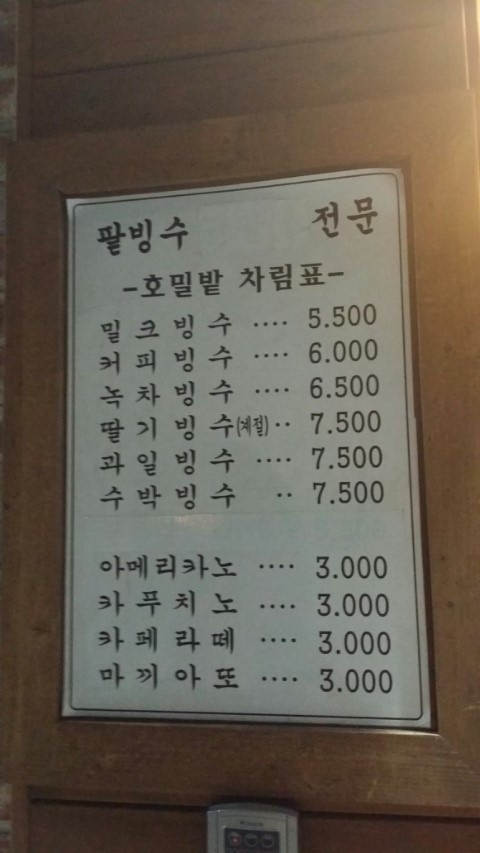 팥빙수 전문
-호밀밭 차림표-
밀크빙수 ···· 5.500
커피빙수 ···· 6.000
녹차빙수 ···· 6.500
딸기빙수(계절) ·· 7.500
과일빙수 ···· 7.500
수박빙수 ·· 7.500
아메리카노 ···· 3.000
카푸치노 ···· 3.000
카페라떼 ···· 3.000
마끼아또 ···· 3.000